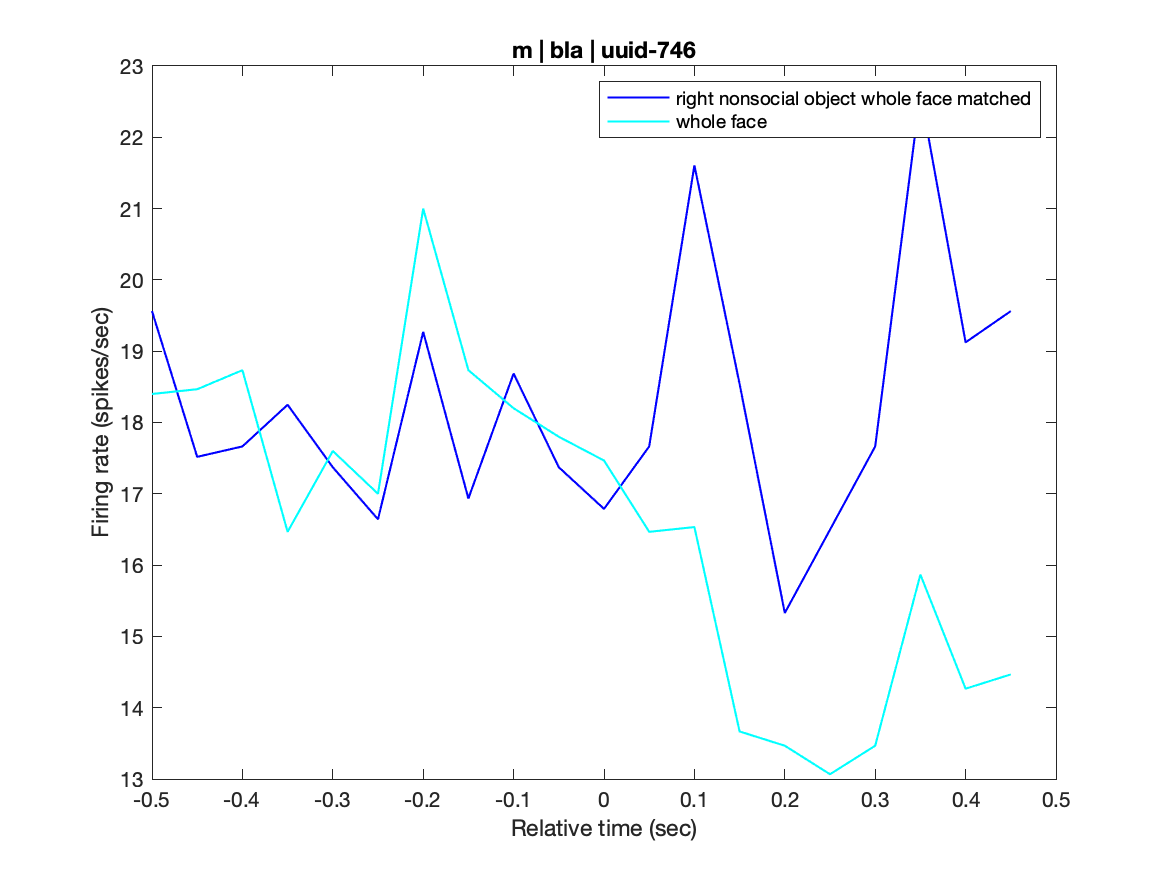 m | bla | uuid-746
right nonsocial object whole face matched
whole face
23
22
21
20
19
18
17
16
15
14
13
Firing rate (spikes/sec)
-0.5 -0.4 -0.3 -0.2 -0.1 0 0.1 0.2 0.3 0.4 0.5
Relative time (sec)